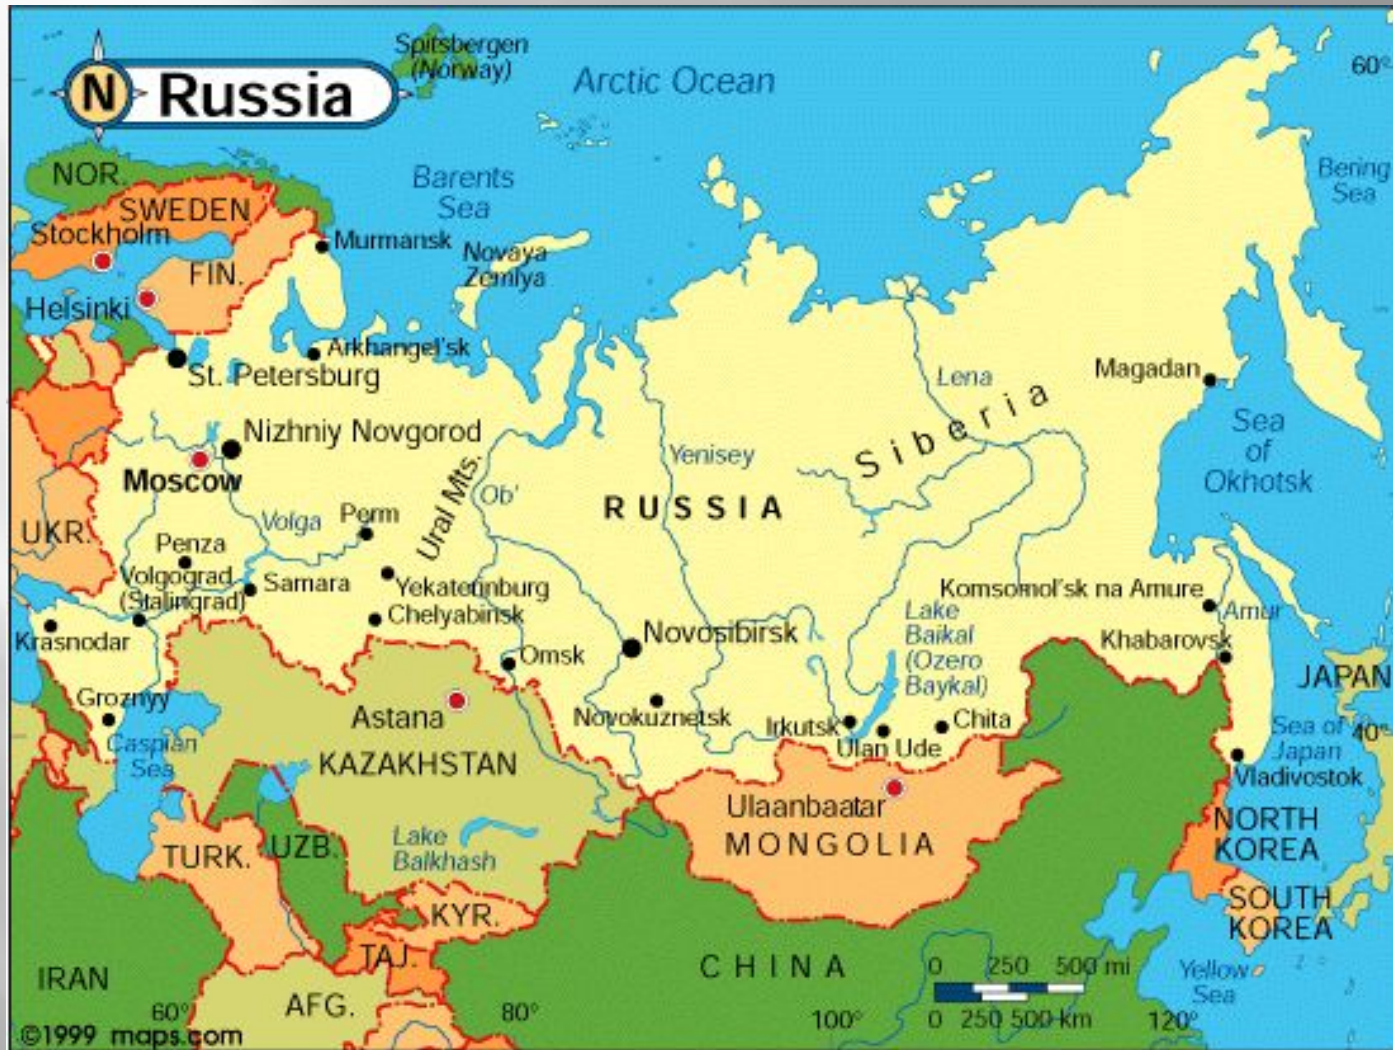 Spitsbergen
(Norway)
Arctic Ocean
60°
N
Russia
NOR.
Barents
Sea
Bering
Sea
SWEDEN
Stockholm
Murmansk
Novaya
Zemlya
FIN.
Helsinki
Arkhangel'sk
St. Petersburg
Lena
Magadan
Siberia
Sea
of
Okhotsk
Nizhniy Novgorod
Moscow
Yenisey
Ural Mts.
Ob'
RUSSIA
UKR.
Volga
Perm
Penza
Volgograd
(Stalingrad)
Samara
Yekaterinburg
Chelyabinsk
Komsomol'sk na Amure
Amur
Lake
Baikal
(Ozero
Baykal)
Krasnodar
Novosibirsk
Khabarovsk
Omsk
JAPAN
Groznyy
Astana
Novokuznetsk
Irkutsk
Ulan Ude
Chita
Sea of
Japan
40°
Caspian
Sea
KAZAKHSTAN
Vladivostok
Ulaanbaatar
MONGOLIA
NORTH
KOREA
Lake
Balkhash
TURK.
UZB.
KYR.
SOUTH
KOREA
TAJ.
CHINA
IRAN
0 250 500 mi
0 250 500 km
Yellow
Sea
AFG.
60°
80°
100°
120°
©1999 maps.com